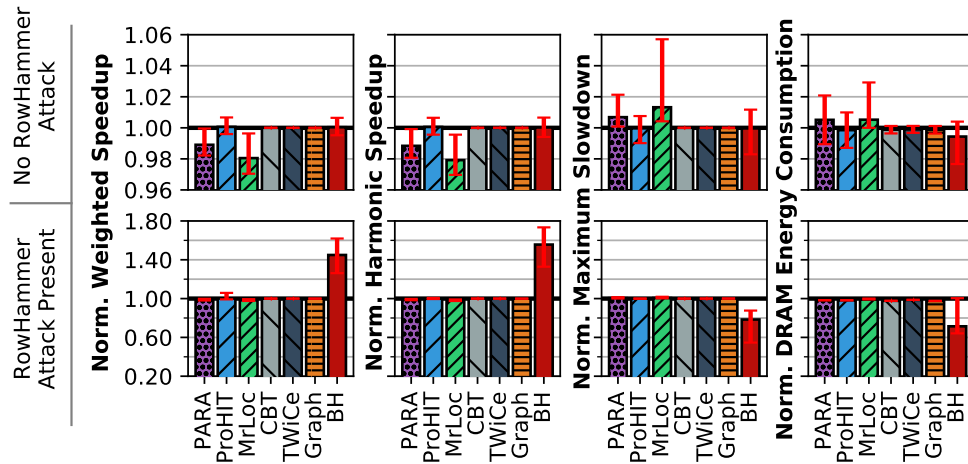 No RowHammer
Attack
RowHammer
Attack Present
Norm. Weighted Speedup
1.06
1.04
1.02
1.00
0.98
0.96
1.80
1.40
1.00
0.60
0.20
PARA
ProHIT
MrLoc
CBT
TWiCe
Graph
BH
Norm. Harmonic Speedup
PARA
ProHIT
MrLoc
CBT
TWiCe
Graph
BH
Norm. Maximum Slowdown
PARA
ProHIT
MrLoc
CBT
TWiCe
Graph
BH
Norm. DRAM Energy Consumption
PARA
ProHIT
MrLoc
CBT
TWiCe
Graph
BH